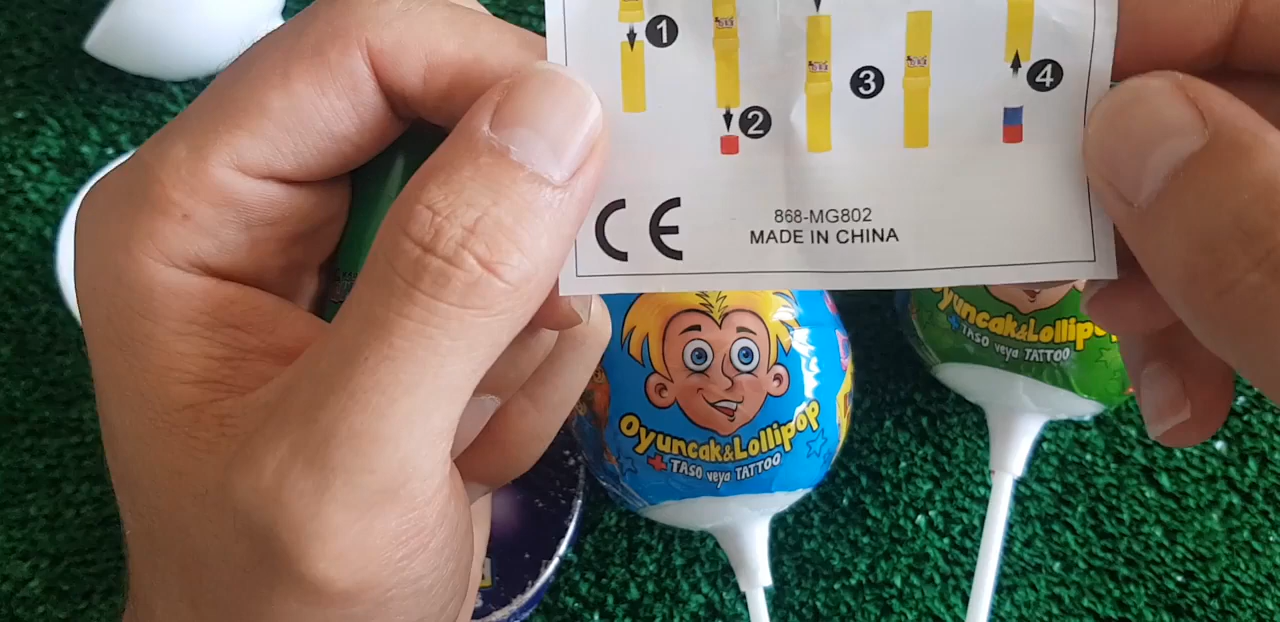 1
2
3
4
CE
868-MG802
MADE IN CHINA
Oyuncak&Lollipop
+ TASO veya TATTOO
yuncak&Lollipop
+ TASO veya TATTOO